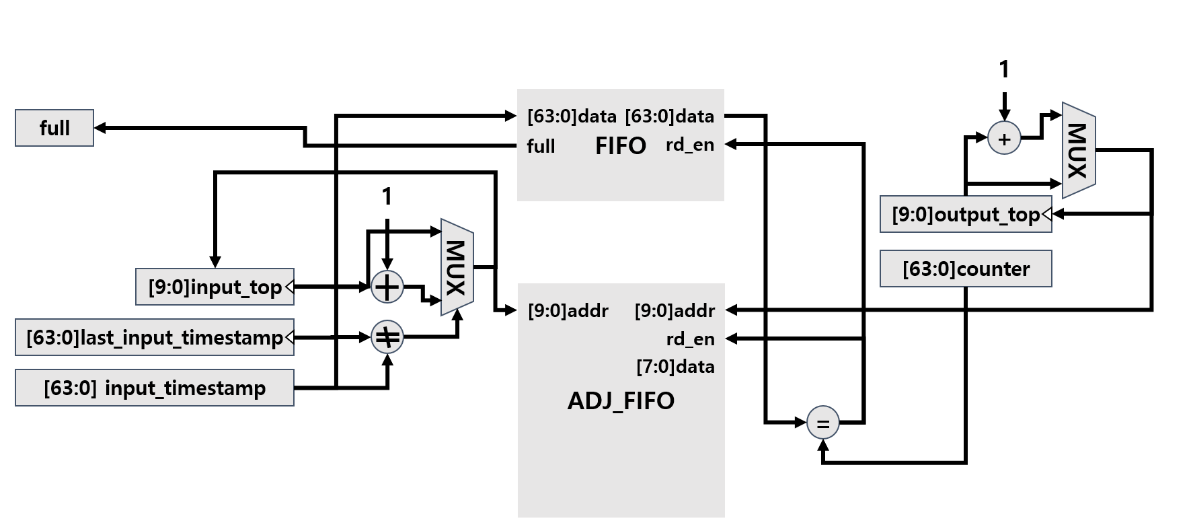 1
full
[63:0]data [63:0]data
full FIFO rd_en
+
MUX
[9:0]output_top
1
MUX
[63:0]counter
[9:0]input_top
+
[9:0]addr [9:0]addr
[63:0]last_input_timestamp
≠
rd_en
[7:0]data
[63:0] input_timestamp
ADJ_FIFO
=